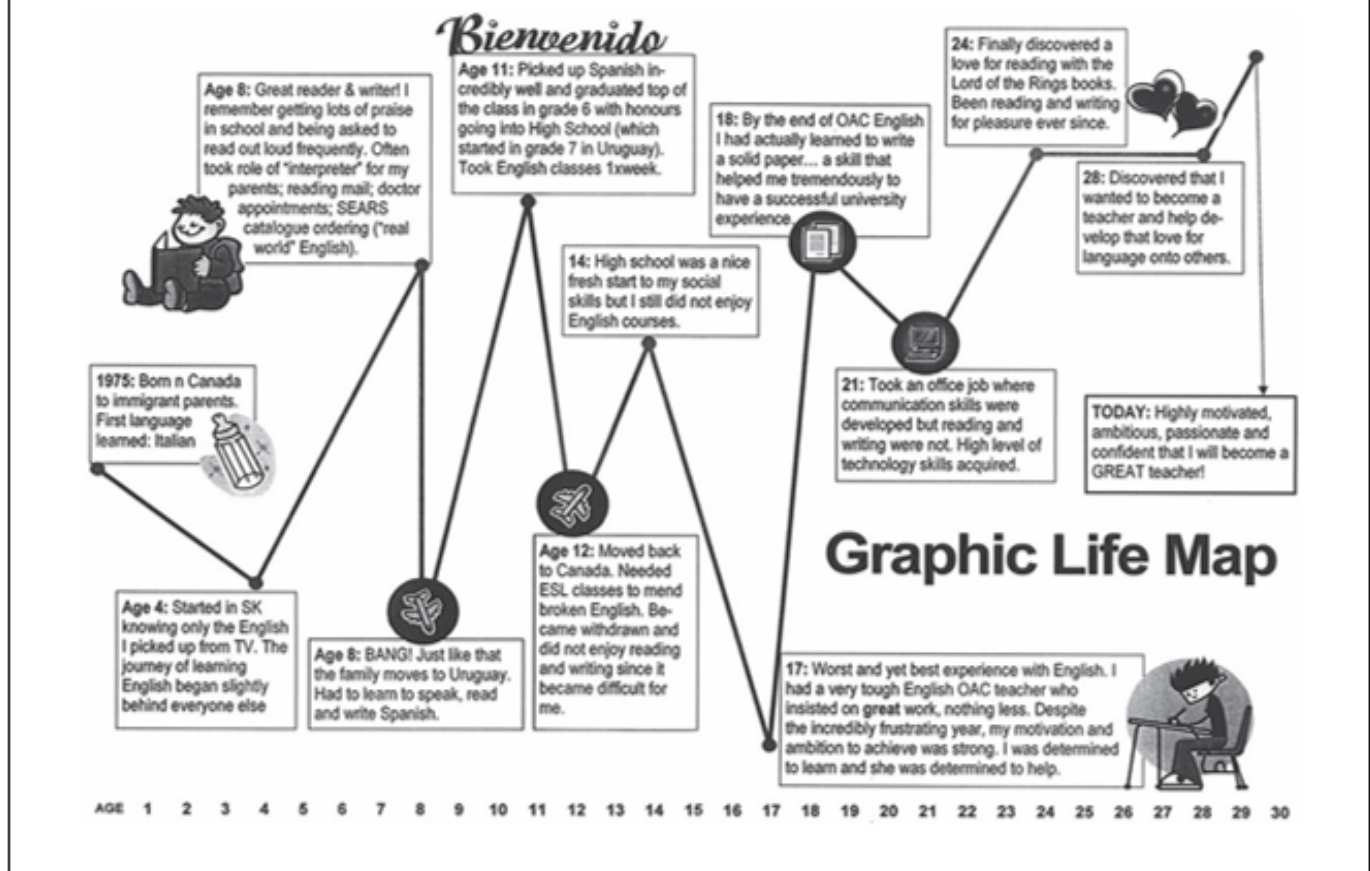 Bienvenido
Age 8: Great reader & writer! I
remember getting lots of praise
in school and being asked to
read out loud frequently. Often
took role of "interpreter" for my
parents; reading mail; doctor
appointments; SEARS
catalogue ordering ("real
world" English).
Age 11: Picked up Spanish in-
credibly well and graduated top of
the class in grade 6 with honours
going into High School (which
started in grade 7 in Uruguay).
Took English classes 1xweek.
18: By the end of OAC English
I had actually learned to write
a solid paper... a skill that
helped me tremendously to
have a successful university
experience.
24: Finally discovered a
love for reading with the
Lord of the Rings books.
Been reading and writing
for pleasure ever since.
28: Discovered that I
wanted to become a
teacher and help de-
velop that love for
language onto others.
14: High school was a nice
fresh start to my social
skills but I still did not enjoy
English courses.
1975: Born n Canada
to immigrant parents.
First language
learned: Italian
21: Took an office job where
communication skills were
developed but reading and
writing were not. High level of
technology skills acquired.
TODAY: Highly motivated,
ambitious, passionate and
confident that I will become a
GREAT teacher!
Graphic Life Map
Age 4: Started in SK
knowing only the English
I picked up from TV. The
journey of learning
English began slightly
behind everyone else
Age 8: BANG! Just like that
the family moves to Uruguay.
Had to learn to speak, read
and write Spanish.
Age 12: Moved back
to Canada. Needed
ESL classes to mend
broken English. Be-
came withdrawn and
did not enjoy reading
and writing since it
became difficult for
me.
17: Worst and yet best experience with English. I
had a very tough English OAC teacher who
insisted on great work, nothing less. Despite
the incredibly frustrating year, my motivation and
ambition to achieve was strong. I was determined
to learn and she was determined to help.
AGE 1 2 3 4 5 6 7 8 9 10 11 12 13 14 15 16 17 18 19 20 21 22 23 24 25 26 27 28 29 30